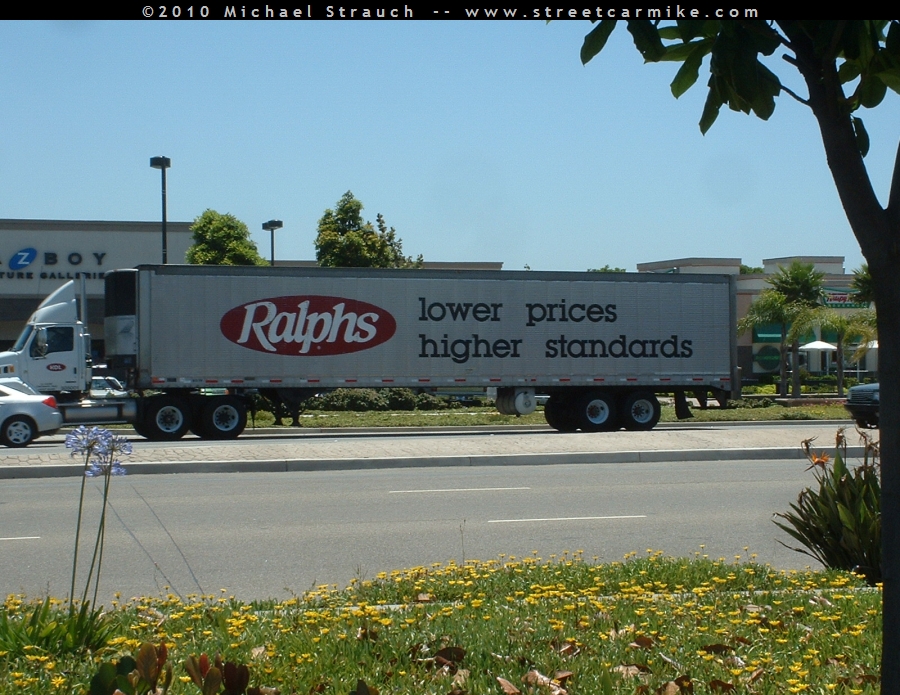 ©2010 Michael Strauch -- www.streetcarmike.com
Z BOY
Ralphs
lower prices
higher standards